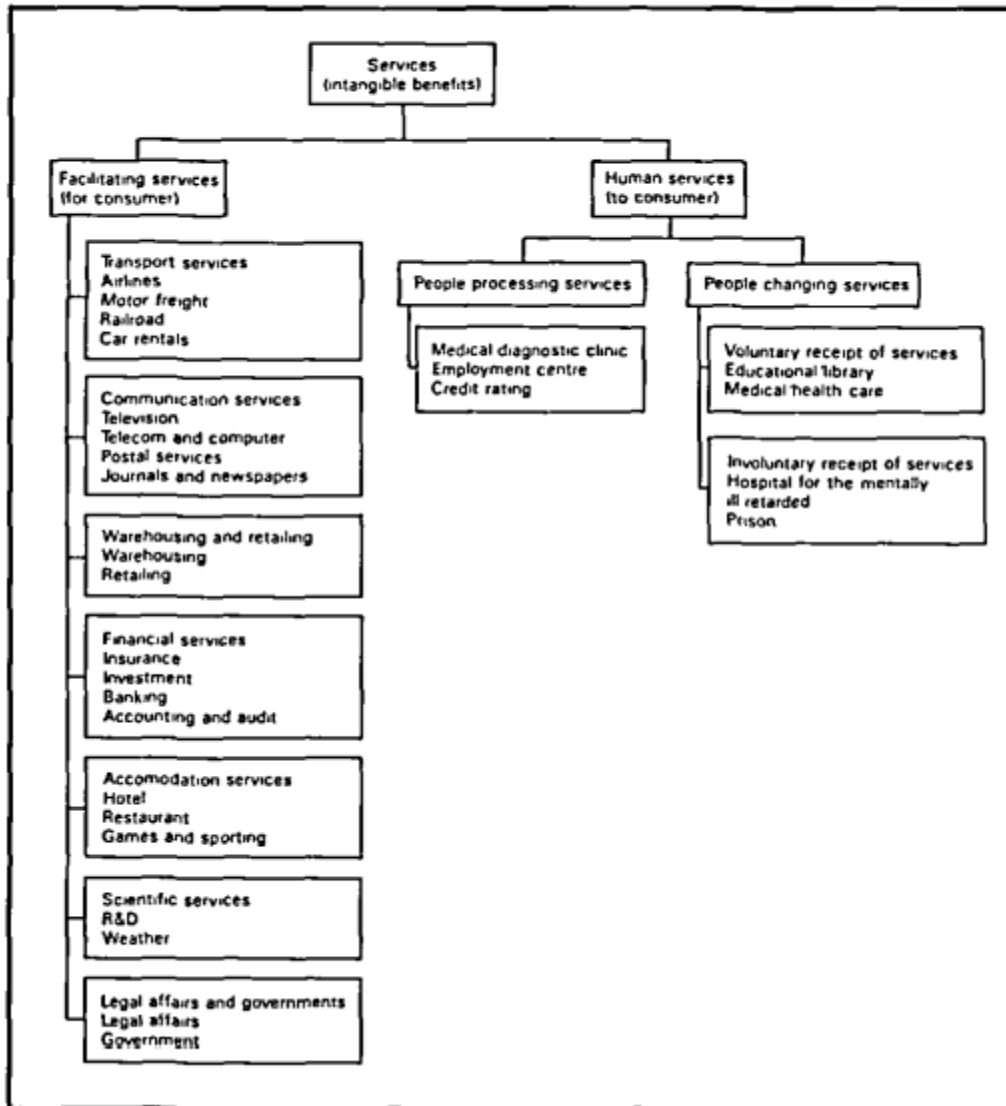 Services
(intangible benefits)
Facilitating services
(for consumer)
Human services
(to consumer)
Transport services
Airlines
Motor freight
Railroad
Car rentals
Communication services
Television
Telecom and computer
Postal services
Journals and newspapers
Warehousing and retailing
Warehousing
Retailing
Financial services
Insurance
Investment
Banking
Accounting and audit
Accomodation services
Hotel
Restaurant
Games and sporting
Scientific services
R&D
Weather
Legal affairs and governments
Legal affairs
Government
People processing services
Medical diagnostic clinic
Employment centre
Credit rating
People changing services
Voluntary receipt of services
Educational library
Medical health care
Involuntary receipt of services
Hospital for the mentally
ill retarded
Prison